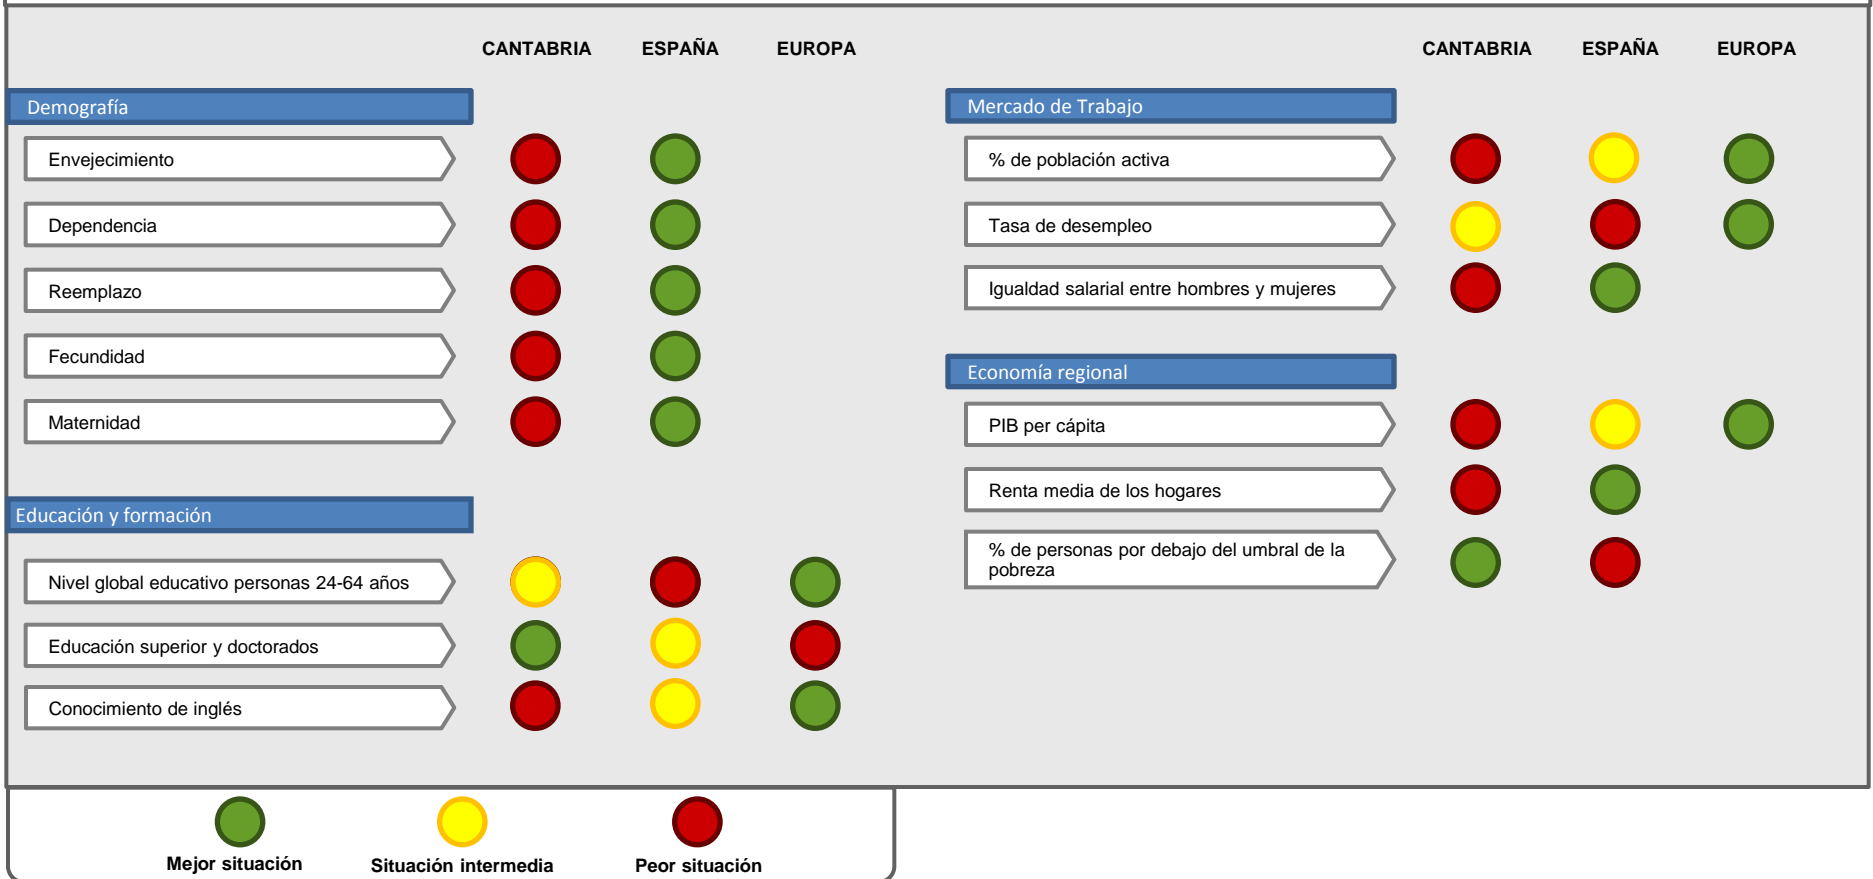 CANTABRIA ESPAÑA EUROPA
Demografía
Envejecimiento
Dependencia
Reemplazo
Fecundidad
Maternidad
Educación y formación
Nivel global educativo personas 24-64 años
Educación superior y doctorados
Conocimiento de inglés
CANTABRIA ESPAÑA EUROPA
Mercado de Trabajo
% de población activa
Tasa de desempleo
Igualdad salarial entre hombres y mujeres
Economía regional
PIB per cápita
Renta media de los hogares
% de personas por debajo del umbral de la
pobreza
Mejor situación Situación intermedia Peor situación